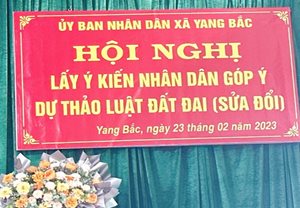 ỦY BAN NHÂN DÂN XÃ YANG BẮC
HỘI NGHỊ
LẤY Ý KIẾN NHÂN DÂN GÓP Ý
DỰ THẢO LUẬT ĐẤT ĐAI (SỬA ĐỔI)
Yang Bắc, ngày 23 tháng 02 năm 2023